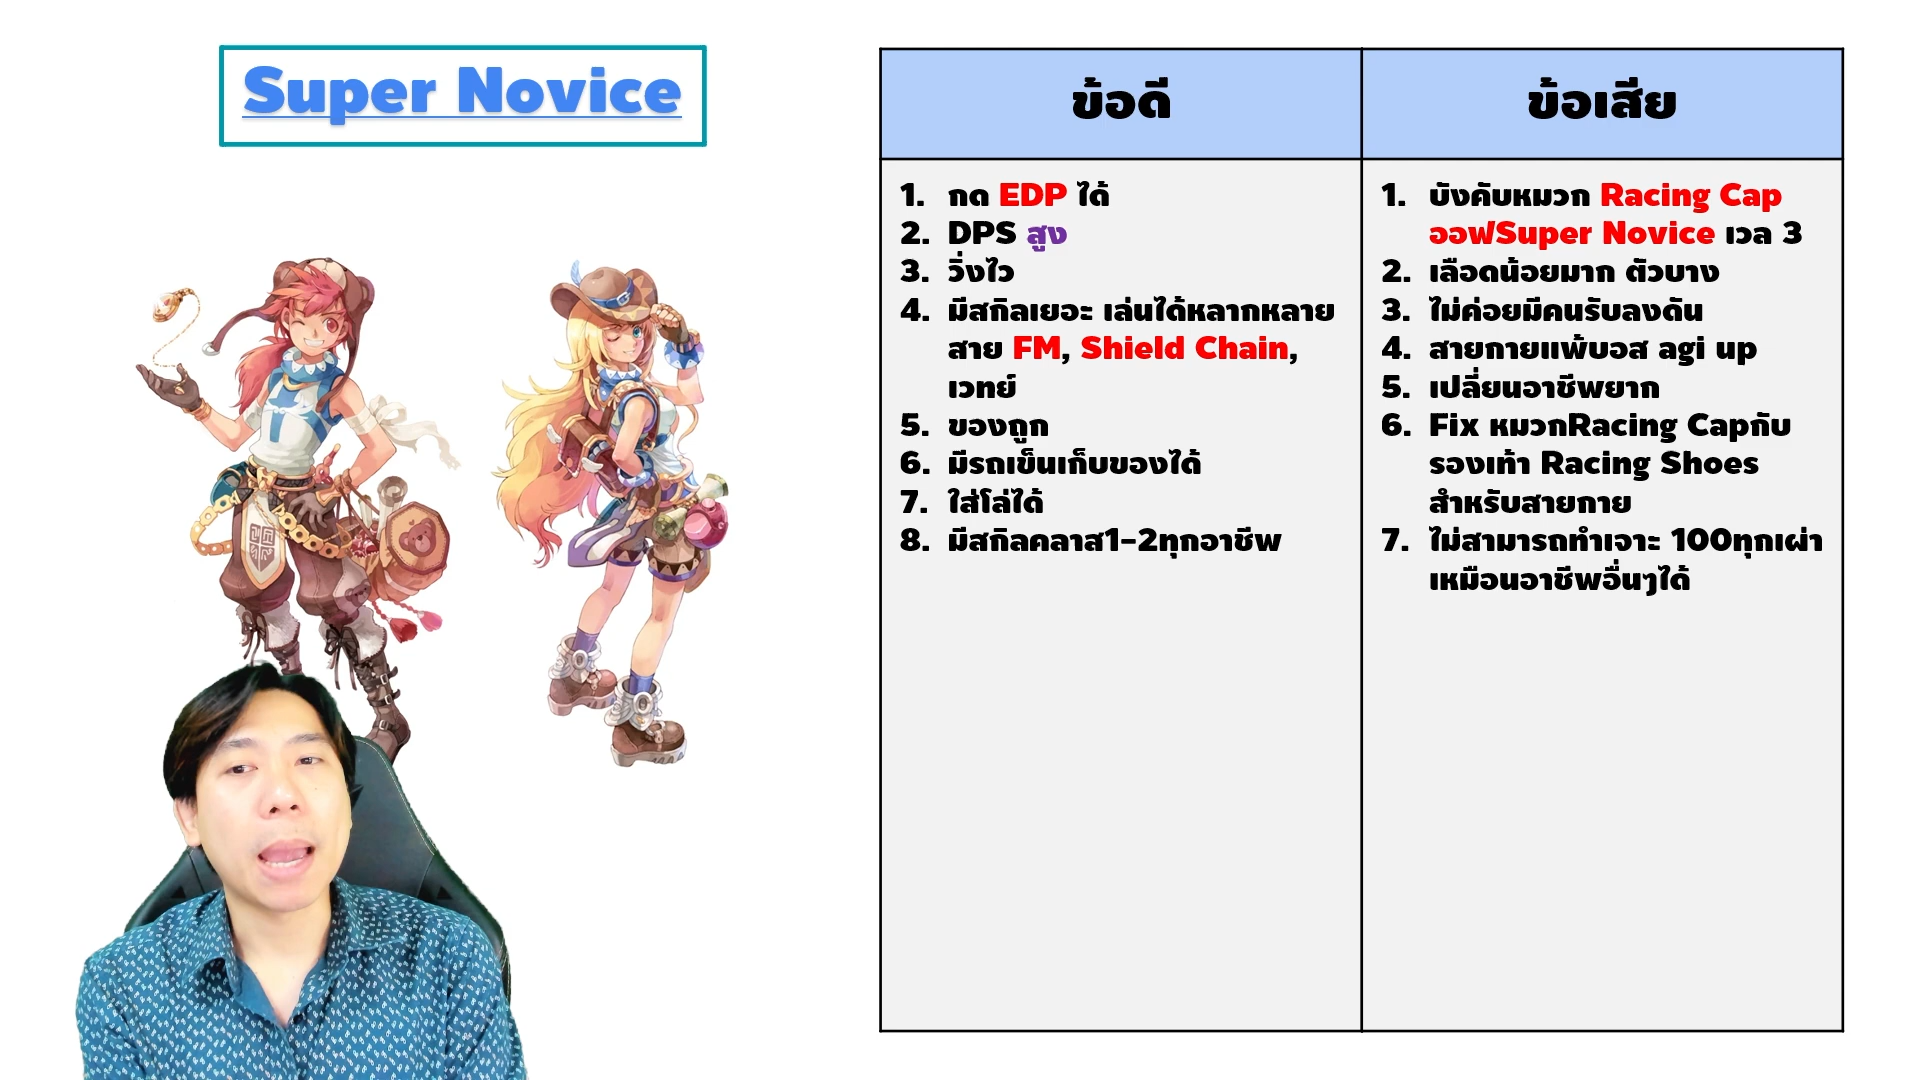 Super Novice
ข้อดี
ข้อเสีย
1. กด EDP ได้
2. DPS สูง
3. วิ่งไว
4. มีสกิลเยอะ เล่นได้หลากหลาย
สาย FM, Shield Chain,
เวทย์
5. ของถูก
6. มีรถเข็นเก็บของได้
7. ใส่โล่ได้
8. มีสกิลคลาส1-2ทุกอาชีพ
1. บังคับหมวก Racing Cap
ออฟSuper Novice เวล 3
2. เลือดน้อยมาก ตัวบาง
3. ไม่ค่อยมีคนรับลงดัน
4. สายกายแพ้บอส agi up
5. เปลี่ยนอาชีพยาก
6. Fix หมวกRacing Capกับ
รองเท้า Racing Shoes
สำหรับสายกาย
7. ไม่สามารถทำเจาะ 100ทุกเผ่า
เหมือนอาชีพอื่นๆได้